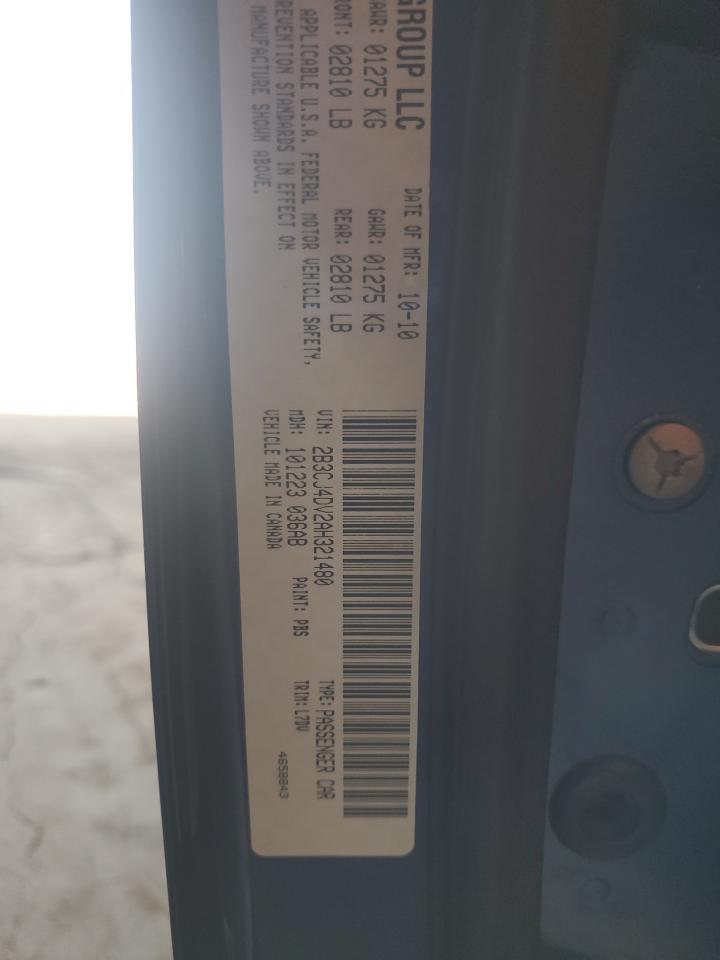 GROUP LLC
DATE OF MFR: 10-10
GAWR: 01275 KG GAWR: 01275 KG
FRONT: 02810 LB REAR: 02810 LB
APPLICABLE U.S.A. FEDERAL MOTOR VEHICLE SAFETY,
PREVENTION STANDARDS IN EFFECT ON
MANUFACTURE SHOWN ABOVE.
VIN: 2B3CJ4DV2AH321480 TYPE: PASSENGER CAR
MDH: 101223 036AB PAINT: PBS TRIM: L7DV
VEHICLE MADE IN CANADA 4658843